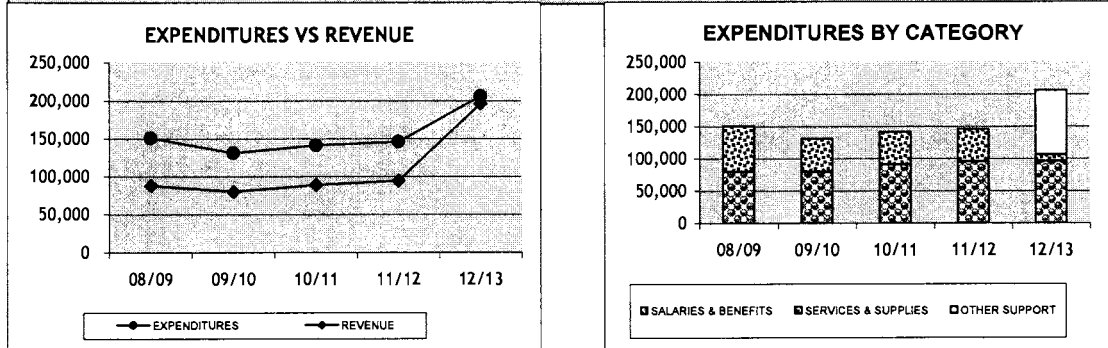 EXPENDITURES VS REVENUE
250,000
200,000
150,000
100,000
50,000
0
08/09 09/10 10/11 11/12 12/13
EXPENDITURES REVENUE
EXPENDITURES BY CATEGORY
250,000
200,000
150,000
100,000
50,000
0
08/09 09/10 10/11 11/12 12/13
SALARIES & BENEFITS SERVICES & SUPPLIES OTHER SUPPORT